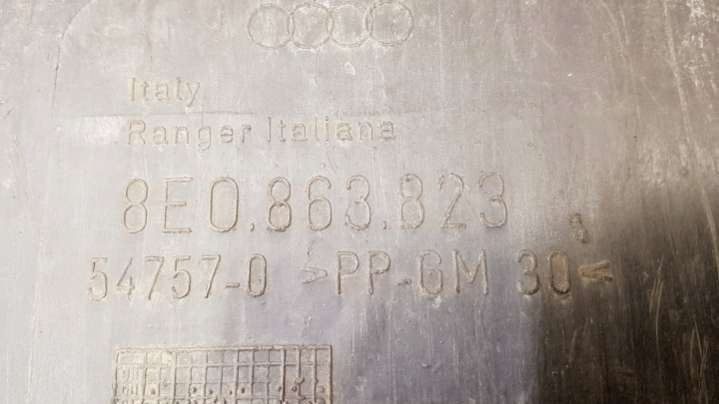 Italy
Ranger Italiana
8E0.863.823
54757-0 >PP-GM 30<